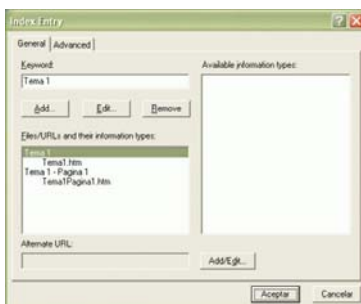 Index Entry
General Advanced
Keyword:
Tema 1
Add... Edit... Remove
Files/URLs and their information types:
Tema 1
Tema1.htm
Tema 1 - Pagina 1
Tema1Pagina1.htm
Alternate URL:
Available information types:
Add/Edit...
Aceptar Cancelar